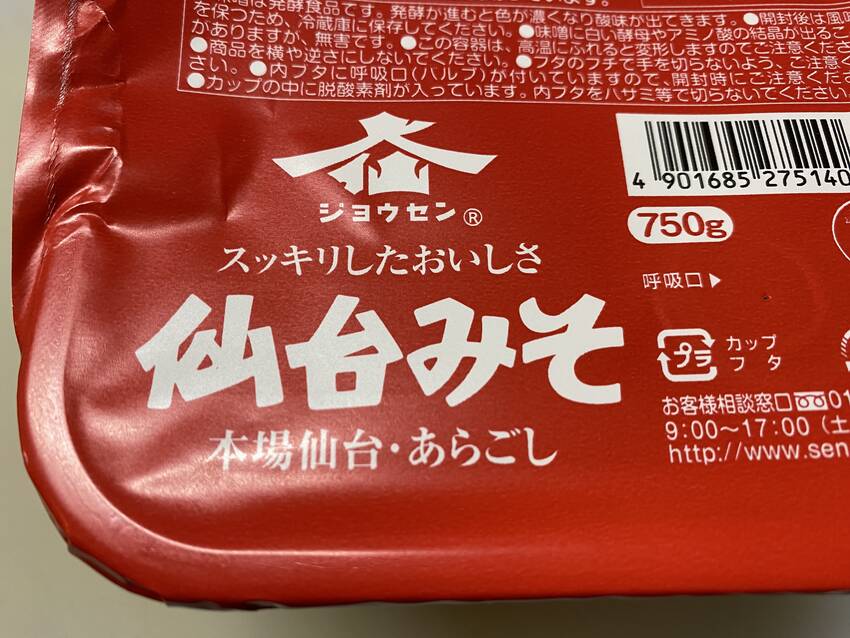 味噌は発酵食品です。発酵が進むと色が濃くなり酸味が出てきます。●開封後は風味
を保つため、冷蔵庫に保存してください。●味噌に白い酵母やアミノ酸の結晶が出るこ
がありますが、無害です。●この容器は、高温にふれると変形しますのでご注意くださ
●商品を横や逆さにしないでください。●フタのフチで手を切らないよう、ご注意く
さい。●内ブタに呼吸口(バルブ)が付いていますので、開封時にご注意くだ
●カップの中に脱酸素剤が入っています。内ブタをハサミ等で切らないでください
仙
ジョウセン®
4 901685 275140
750g
スッキリしたおいしさ
呼吸口▶
仙台みそ
プラ
カップ
フタ
本場仙台・あらごし
お客様相談窓口 01
9:00〜17:00(土
http://www.sen